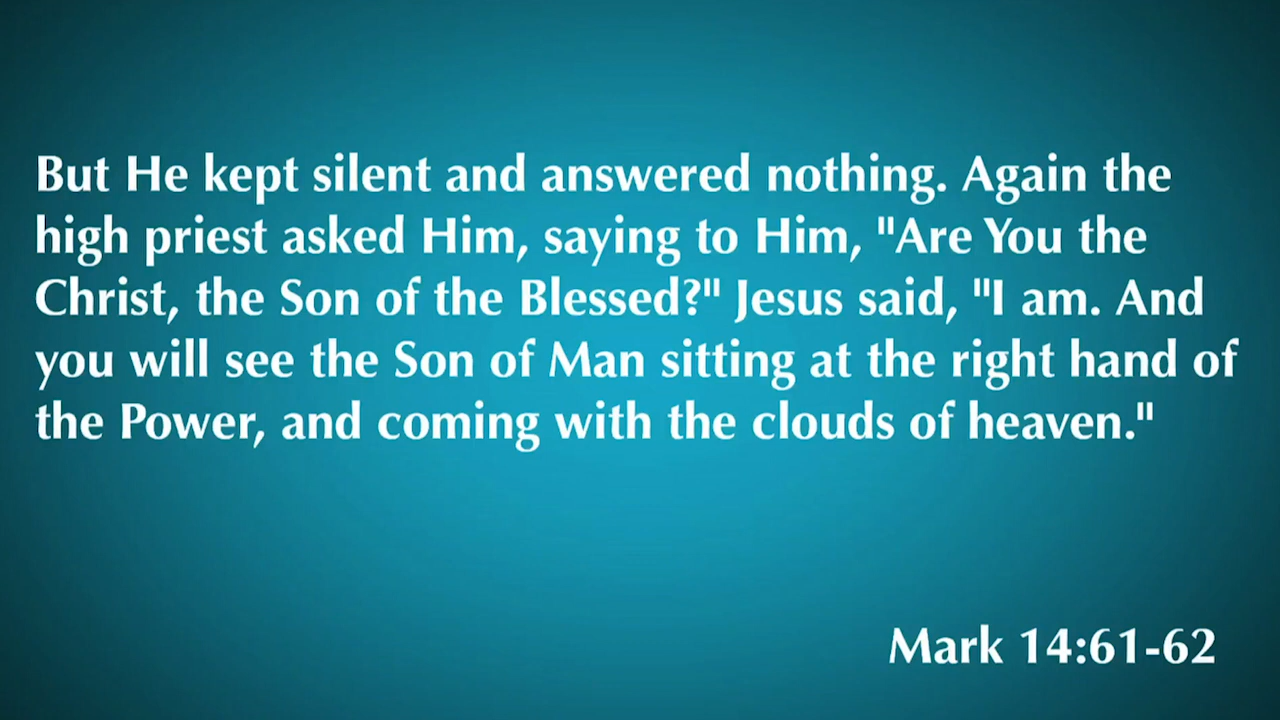 But He kept silent and answered nothing. Again the
high priest asked Him, saying to Him, "Are You the
Christ, the Son of the Blessed?" Jesus said, "I am. And
you will see the Son of Man sitting at the right hand of
the Power, and coming with the clouds of heaven."
Mark 14:61-62